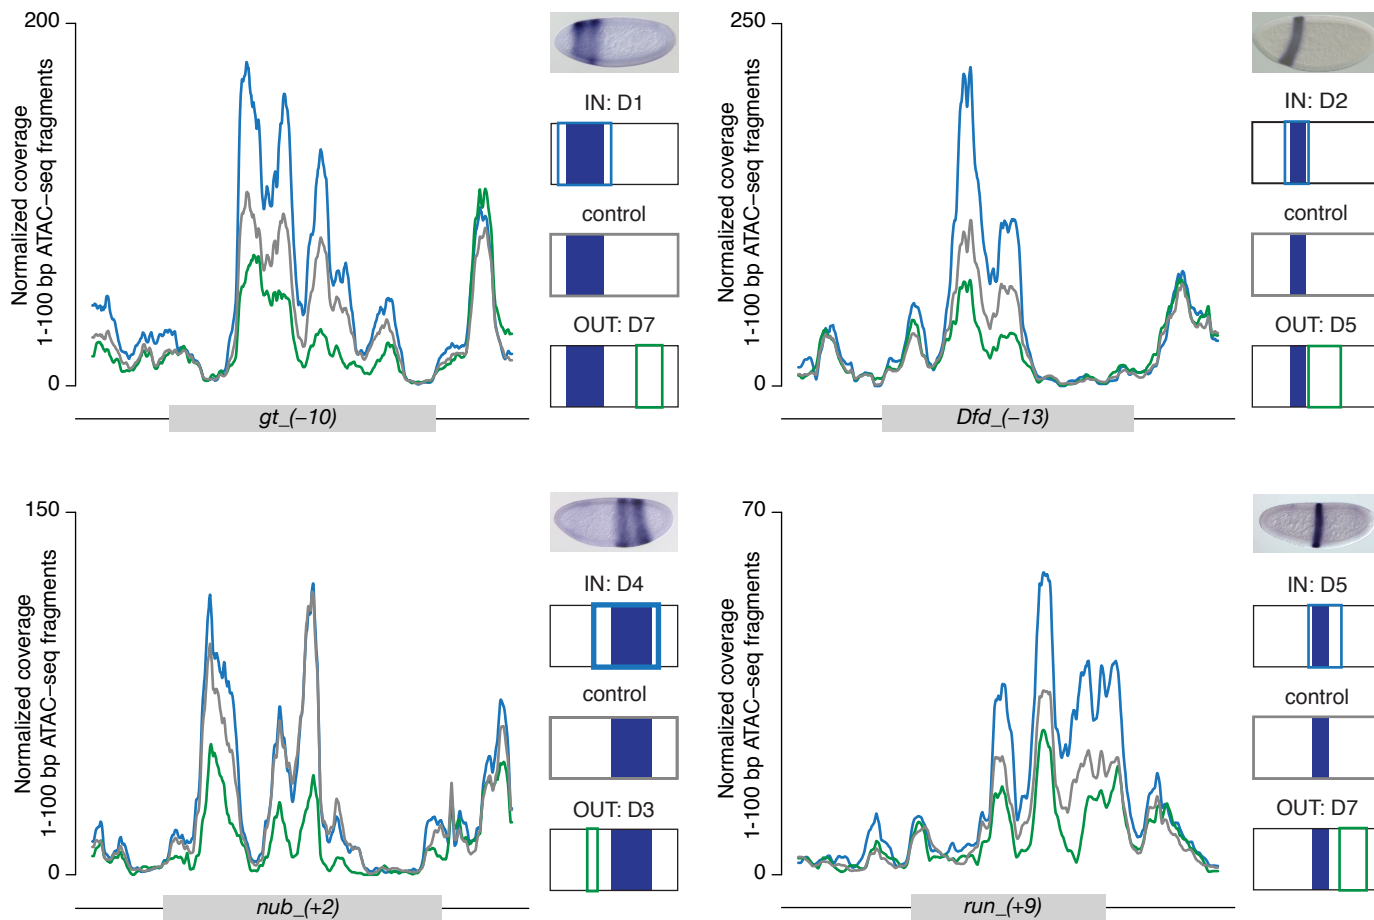 200
Normalized coverage
1-100 bp ATAC−seq fragments
0
gt_(−10)
IN: D1
control
OUT: D7
250
Normalized coverage
1-100 bp ATAC−seq fragments
0
Dfd_(−13)
IN: D2
control
OUT: D5
150
Normalized coverage
1-100 bp ATAC−seq fragments
0
nub_(+2)
IN: D4
control
OUT: D3
70
Normalized coverage
1-100 bp ATAC−seq fragments
0
run_(+9)
IN: D5
control
OUT: D7